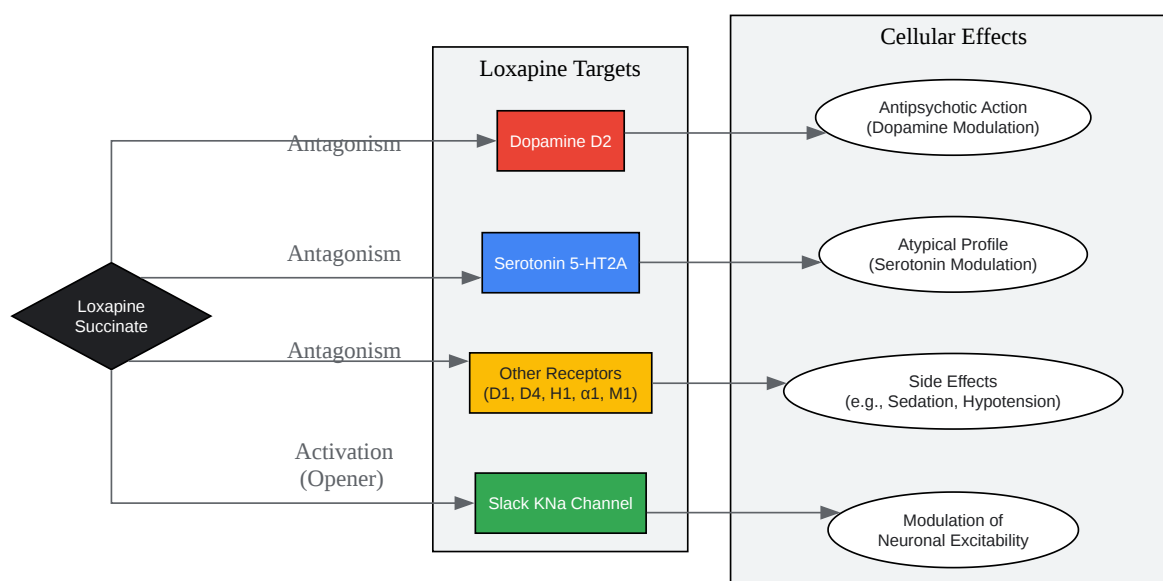 Cellular Effects
Loxapine Targets
Antagonism
Dopamine D2
Antipsychotic Action
(Dopamine Modulation)
Antagonism
Serotonin 5-HT2A
Atypical Profile
(Serotonin Modulation)
Loxapine
Succinate
Antagonism
Other Receptors
(D1, D4, H1, α1, M1)
Side Effects
(e.g., Sedation, Hypotension)
Activation
(Opener)
Slack KNa Channel
Modulation of
Neuronal Excitability